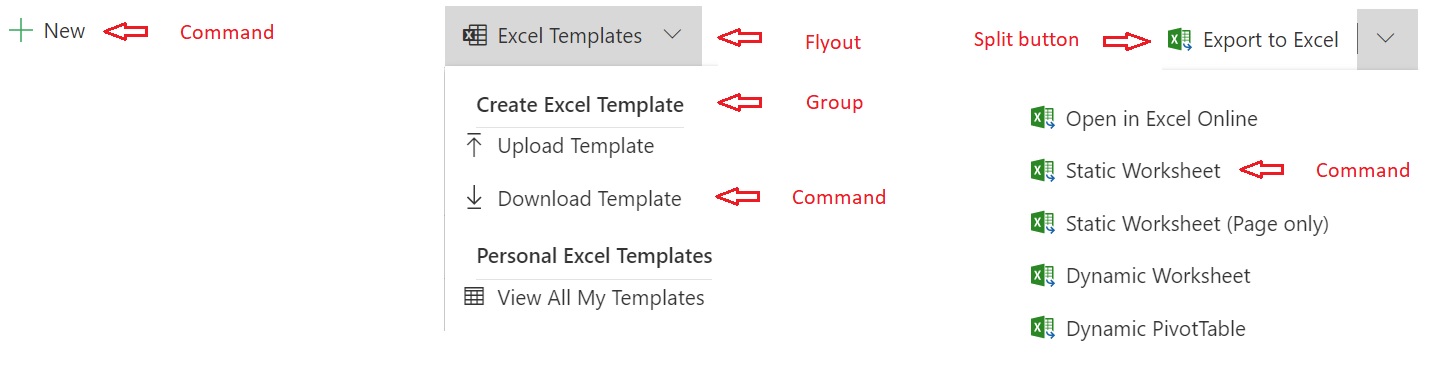 New
Command
Excel Templates
Flyout
Create Excel Template
Group
Upload Template
Download Template
Command
Personal Excel Templates
View All My Templates
Split button
Export to Excel
Open in Excel Online
Static Worksheet
Command
Static Worksheet (Page only)
Dynamic Worksheet
Dynamic PivotTable